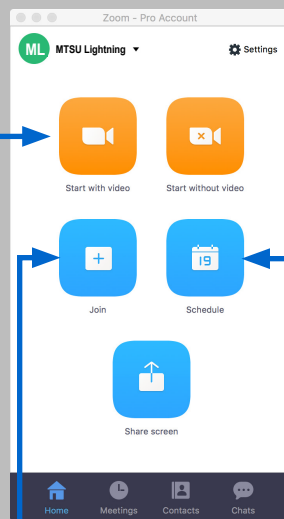 Zoom - Pro Account
ML MTSU Lightning Settings
Start with video Start without video
19
Join Schedule
Share screen
Home Meetings Contacts Chats